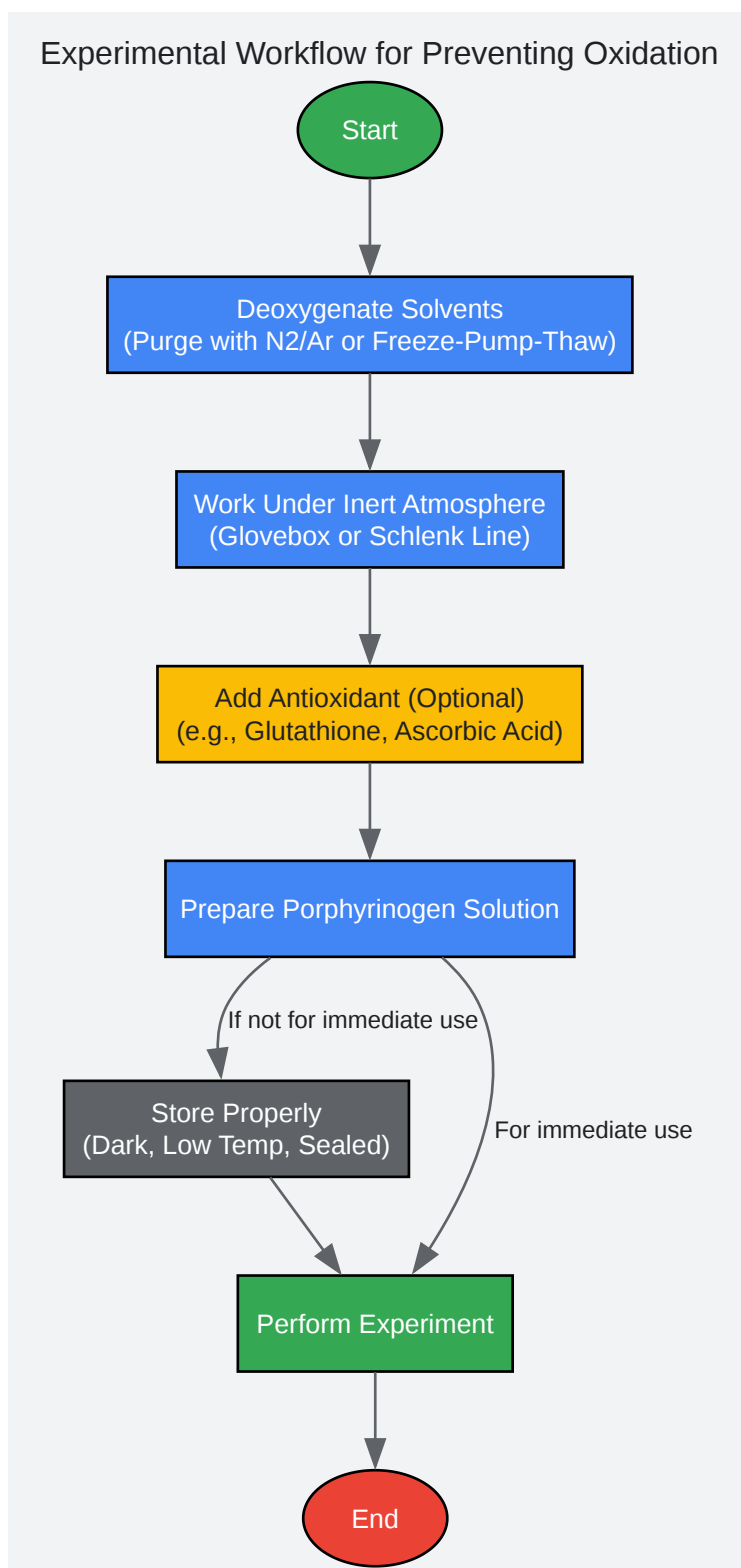 Experimental Workflow for Preventing Oxidation
Start
Deoxygenate Solvents
(Purge with N2/Ar or Freeze-Pump-Thaw)
Work Under Inert Atmosphere
(Glovebox or Schlenk Line)
Add Antioxidant (Optional)
(e.g., Glutathione, Ascorbic Acid)
Prepare Porphyrinogen Solution
If not for immediate use
Store Properly
(Dark, Low Temp, Sealed)
For immediate use
Perform Experiment
End